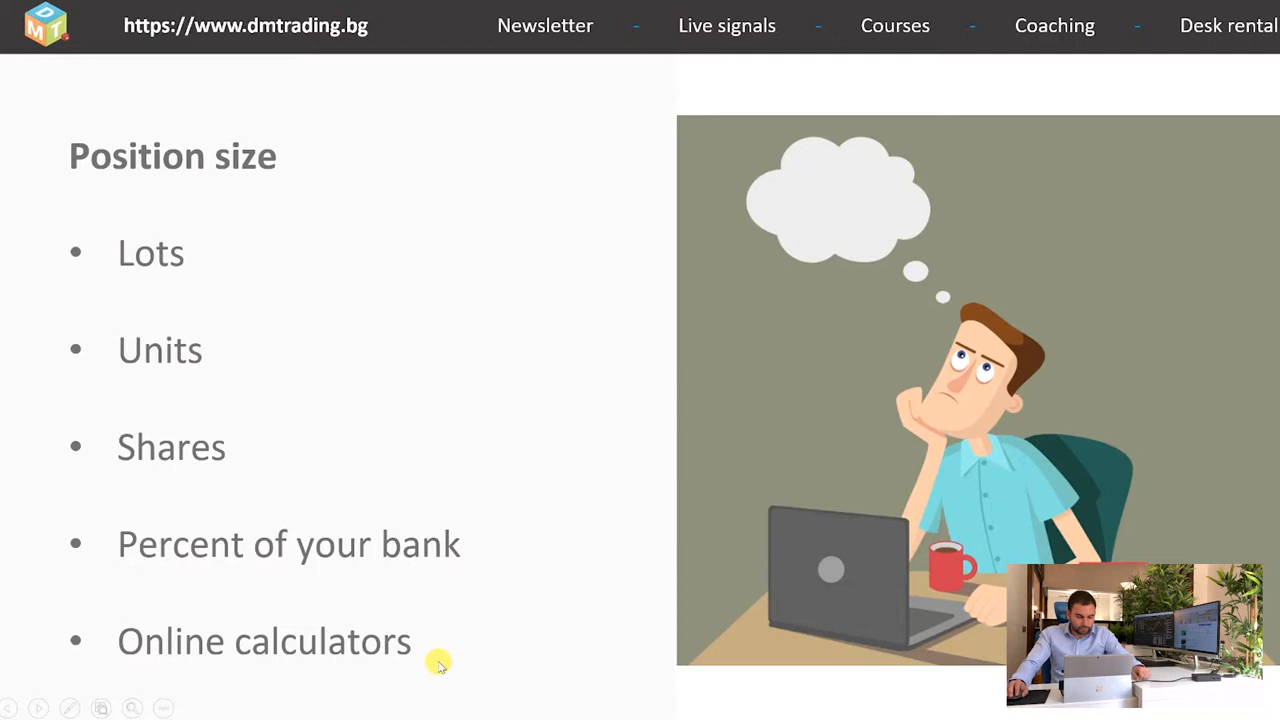 DMT
https://www.dmtrading.bg
Newsletter - Live signals - Courses - Coaching - Desk rental
Position size
• Lots
• Units
• Shares
• Percent of your bank
• Online calculators